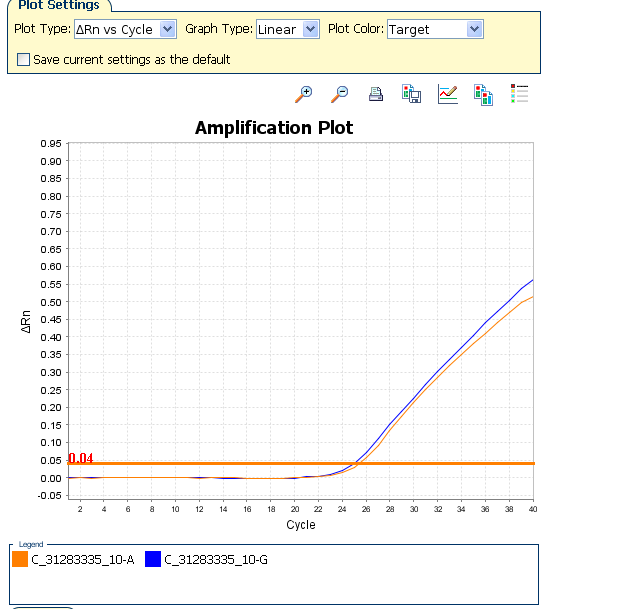 Plot Settings
Plot Type: ΔRn vs Cycle Graph Type: Linear Plot Color: Target
Save current settings as the default
Amplification Plot
0.95
0.90
0.85
0.80
0.75
0.70
0.65
0.60
0.55
0.50
0.45
0.40
0.35
0.30
0.25
0.20
0.15
0.10
0.05
0.00
-0.05
ΔRn
0.04
2 4 6 8 10 12 14 16 18 20 22 24 26 28 30 32 34 36 38 40
Cycle
Legend
C_31283335_10-A C_31283335_10-G